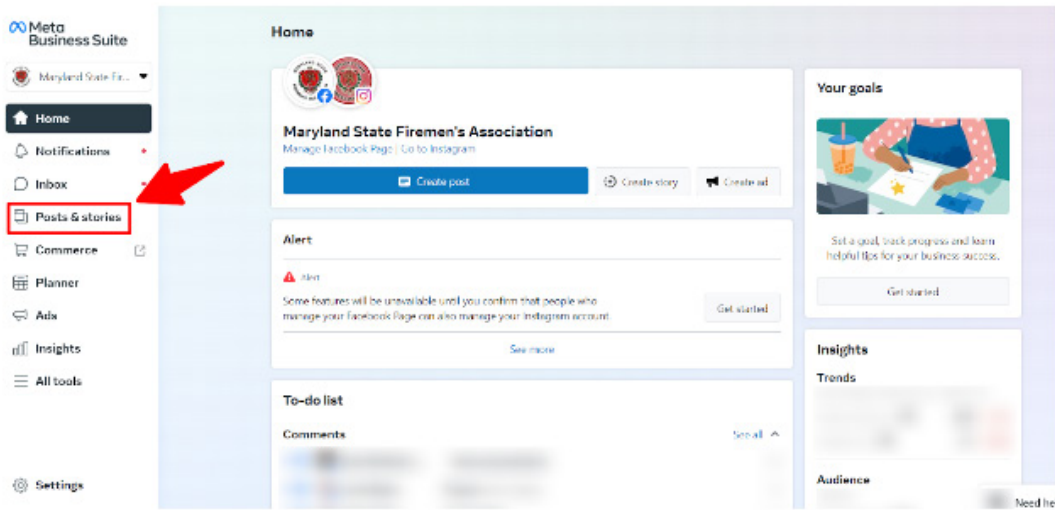 Meta
Business Suite
Maryland State Fir...
Home
Notifications
Inbox
Posts & stories
Commerce
Planner
Ads
Insights
All tools
Settings
Home
Maryland State Firemen's Association
Manage Facebook Page | Go to Instagram
Create post
Create story
Create ad
Alert
Alert
Some features will be unavailable until you confirm that people who
manage your Facebook Page can also manage your Instagram account.
Get started
See more
To-do list
Comments
See all
Your goals
Set a goal, track progress and learn
helpful tips for your business success.
Get started
Insights
Trends
Audience
Need he